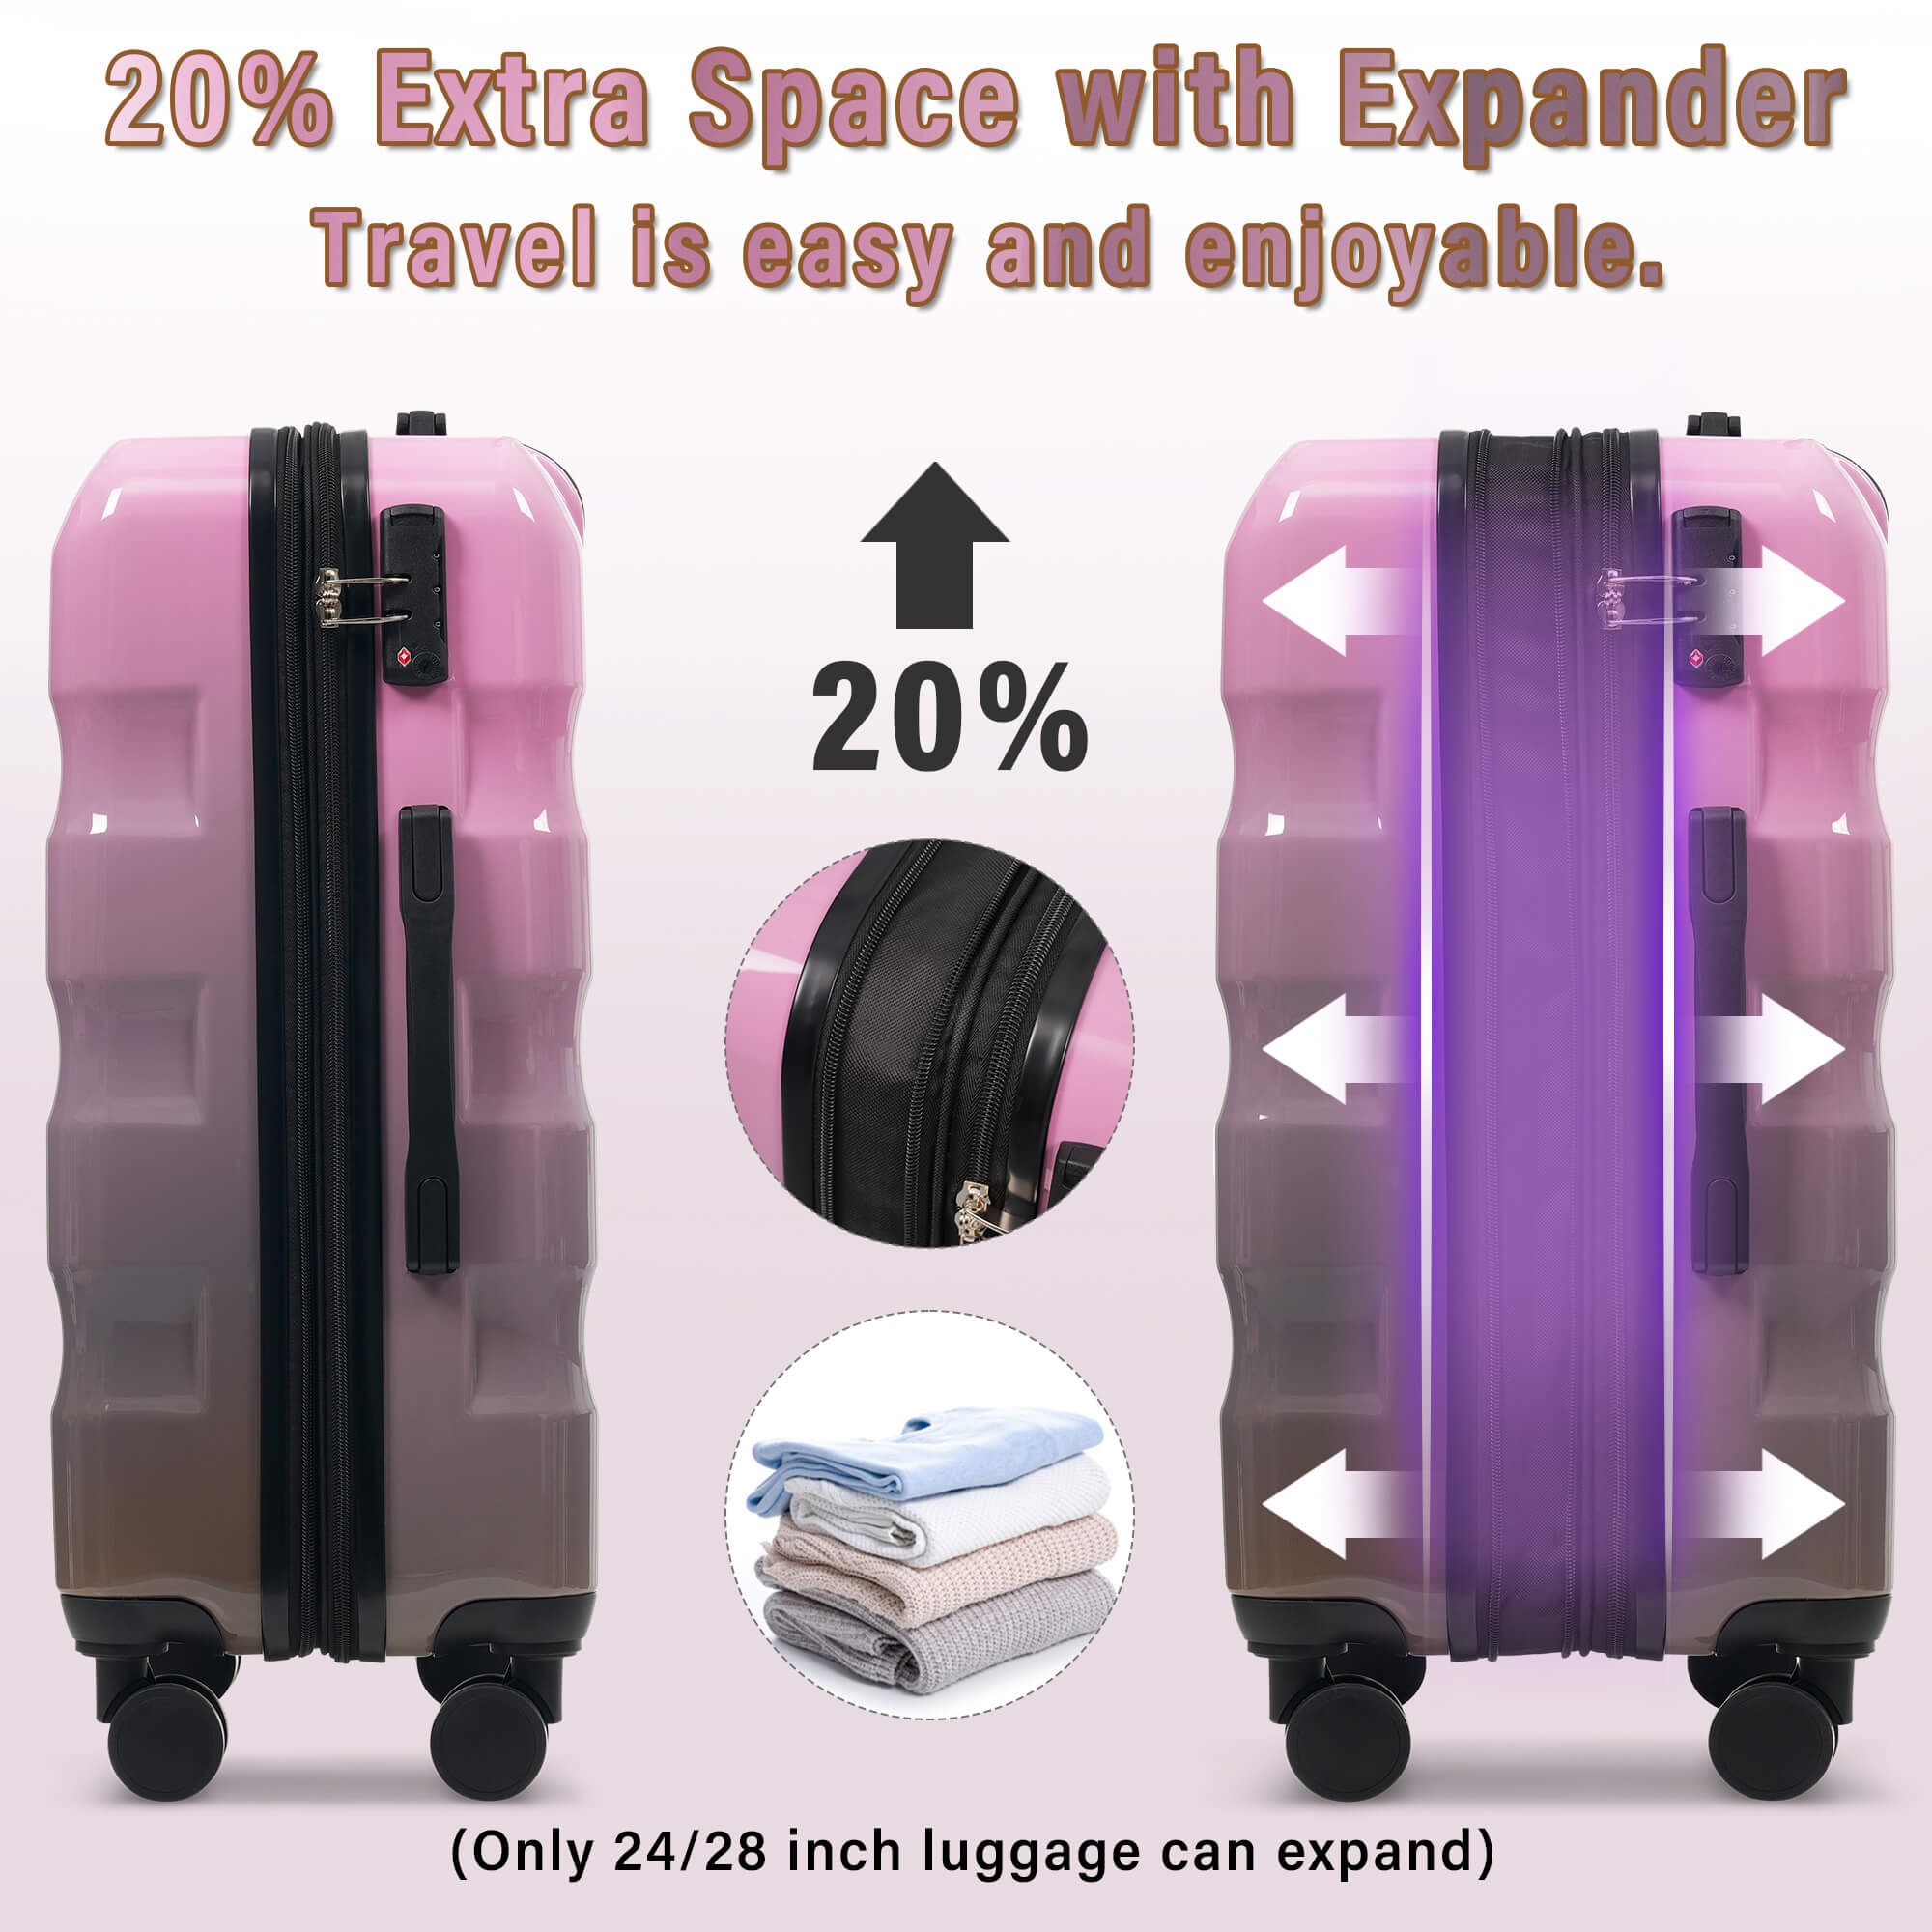 20% Extra Space with Expander
Travel is easy and enjoyable.
20%
(Only 24/28 inch luggage can expand)